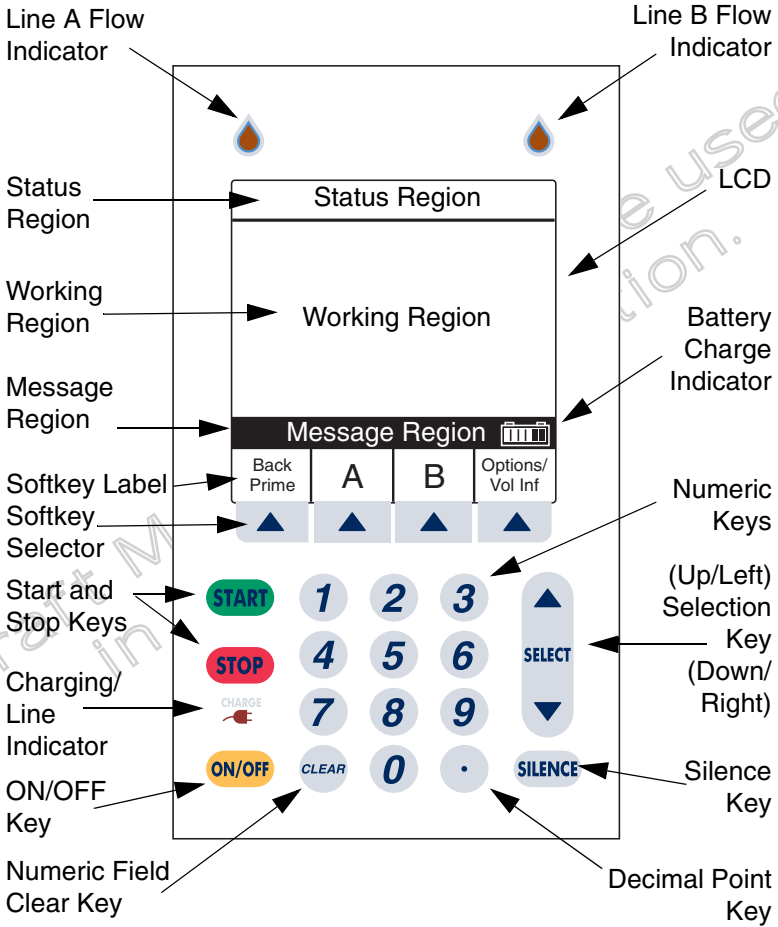 Line A Flow
Indicator
Line B Flow
Indicator
Status
Region
Status Region
LCD
Working
Region
Working Region
Battery
Charge
Indicator
Message
Region
Message Region
Softkey Label
Back
Prime
A
B
Options/
Vol Inf
Softkey
Selector
Numeric
Keys
Start and
Stop Keys
START
1 2 3
(Up/Left)
Selection
Key
(Down/
Right)
SELECT
STOP
4 5 6
Charging/
Line
Indicator
CHARGE
7 8 9
ON/OFF
Key
ON/OFF
CLEAR
0
.
SILENCE
Silence
Key
Numeric Field
Clear Key
Decimal Point
Key
raft M
in
e used
tion.